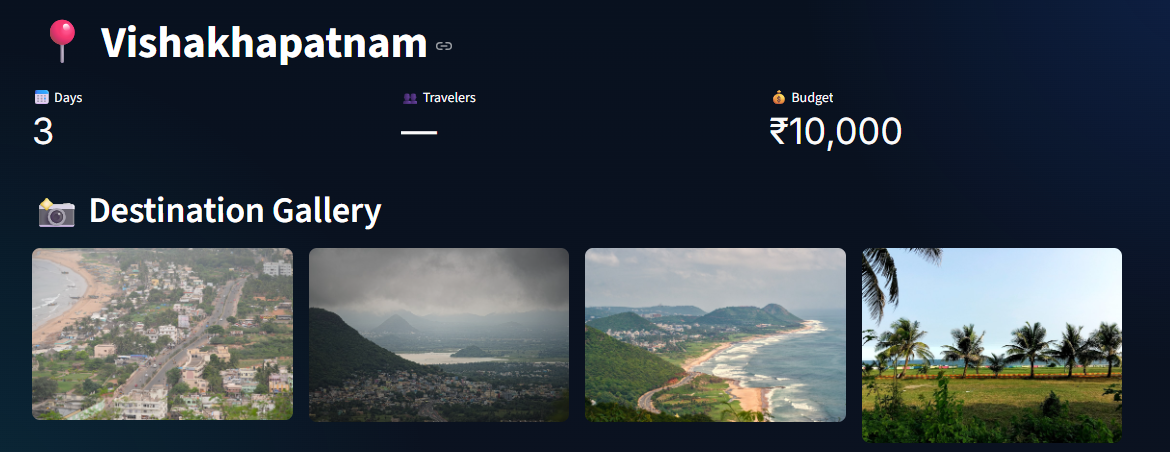 Vishakhapatnam
Days
Travelers
Budget
3
—
₹10,000
Destination Gallery